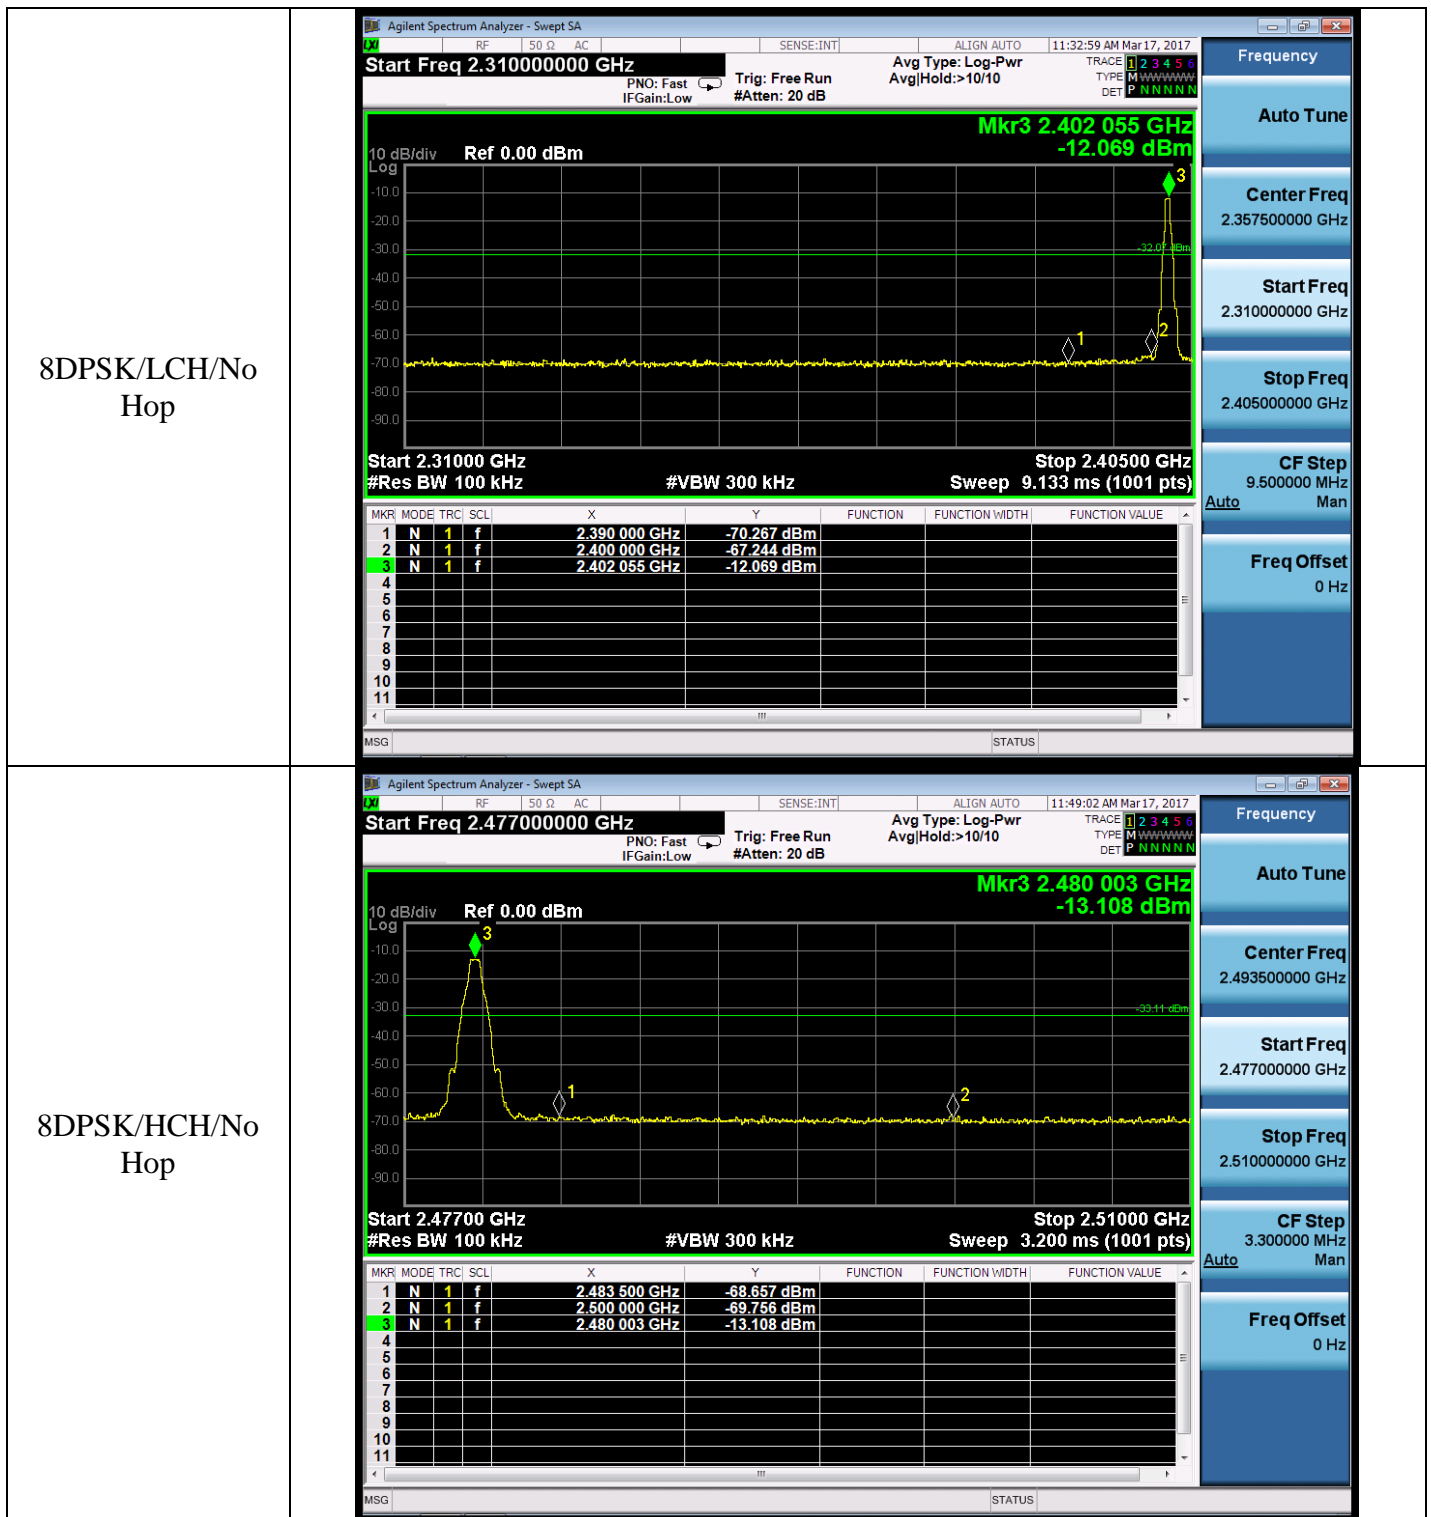 8DPSK/LCH/No
Hop
Agilent Spectrum Analyzer - Swept SA
LXI RF 50 Ω AC SENSE:INT ALIGN AUTO 11:32:59 AM Mar 17, 2017
Start Freq 2.310000000 GHz
PNO: Fast
IFGain:Low
Trig: Free Run
#Atten: 20 dB
Avg Type: Log-Pwr
Avg|Hold:>10/10
TRACE 1 2 3 4 5 6
TYPE M WWWWW
DET P N N N N N
Mkr3 2.402 055 GHz
-12.069 dBm
10 dB/div Ref 0.00 dBm
Log
-10.0
-20.0
-30.0
-40.0
-50.0
-60.0
-70.0
-80.0
-90.0
3
-32.07 dBm
1
2
Start 2.31000 GHz Stop 2.40500 GHz
#Res BW 100 kHz #VBW 300 kHz Sweep 9.133 ms (1001 pts)
MKR MODE TRC SCL X Y FUNCTION FUNCTION WIDTH FUNCTION VALUE
1 N 1 f 2.390 000 GHz -70.267 dBm
2 N 1 f 2.400 000 GHz -67.244 dBm
3 N 1 f 2.402 055 GHz -12.069 dBm
4
5
6
7
8
9
10
11
MSG STATUS
Frequency
Auto Tune
Center Freq
2.357500000 GHz
Start Freq
2.310000000 GHz
Stop Freq
2.405000000 GHz
CF Step
9.500000 MHz
Auto Man
Freq Offset
0 Hz
8DPSK/HCH/No
Hop
Agilent Spectrum Analyzer - Swept SA
LXI RF 50 Ω AC SENSE:INT ALIGN AUTO 11:49:02 AM Mar 17, 2017
Start Freq 2.477000000 GHz
PNO: Fast
IFGain:Low
Trig: Free Run
#Atten: 20 dB
Avg Type: Log-Pwr
Avg|Hold:>10/10
TRACE 1 2 3 4 5 6
TYPE M WWWWW
DET P N N N N N
Mkr3 2.480 003 GHz
-13.108 dBm
10 dB/div Ref 0.00 dBm
Log
-10.0
-20.0
-30.0
-40.0
-50.0
-60.0
-70.0
-80.0
-90.0
3
-33.11 dBm
1
2
Start 2.47700 GHz Stop 2.51000 GHz
#Res BW 100 kHz #VBW 300 kHz Sweep 3.200 ms (1001 pts)
MKR MODE TRC SCL X Y FUNCTION FUNCTION WIDTH FUNCTION VALUE
1 N 1 f 2.483 500 GHz -68.657 dBm
2 N 1 f 2.500 000 GHz -69.756 dBm
3 N 1 f 2.480 003 GHz -13.108 dBm
4
5
6
7
8
9
10
11
MSG STATUS
Frequency
Auto Tune
Center Freq
2.493500000 GHz
Start Freq
2.477000000 GHz
Stop Freq
2.510000000 GHz
CF Step
3.300000 MHz
Auto Man
Freq Offset
0 Hz